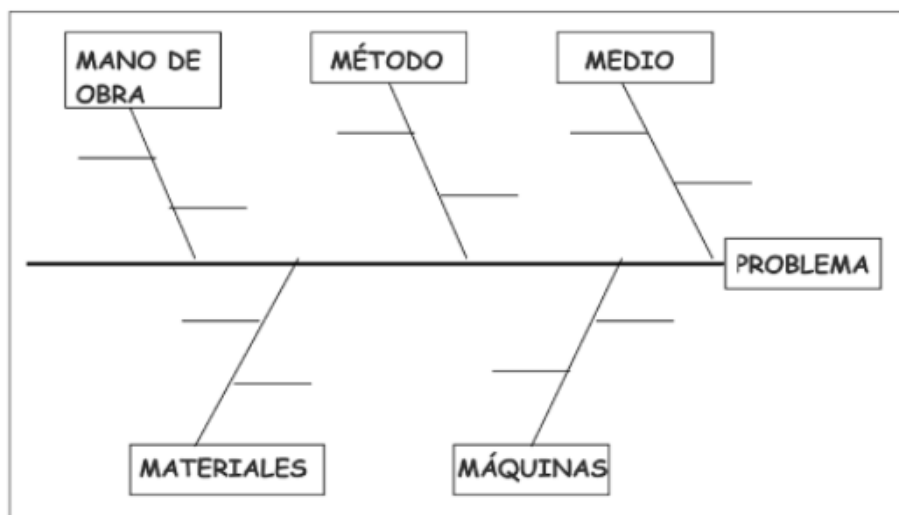 MANO DE
OBRA
MÉTODO
MEDIO
PROBLEMA
MATERIALES
MÁQUINAS